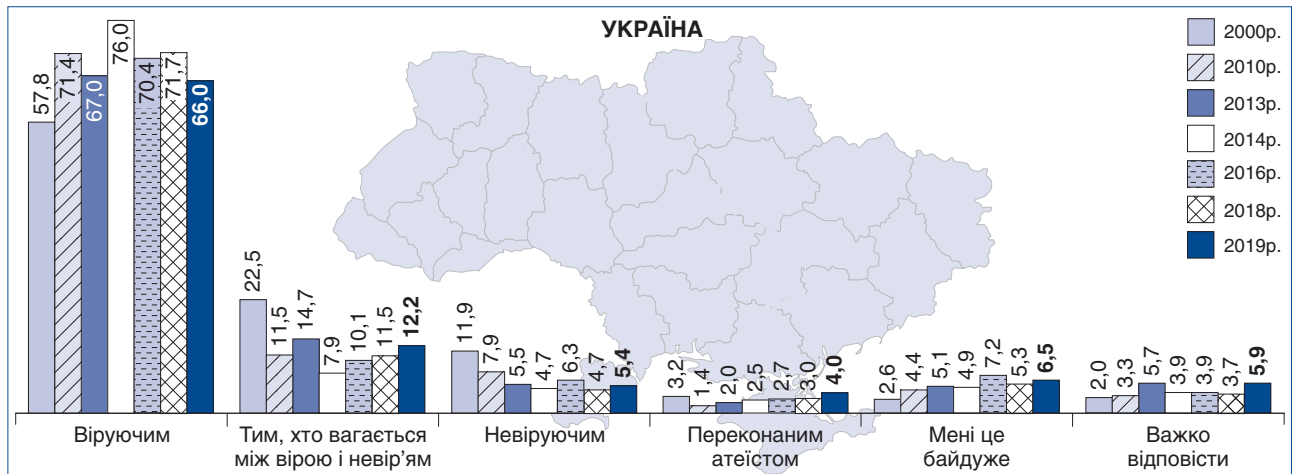 УКРАЇНА
2000р.
2010р.
2013р.
2014р.
2016р.
2018р.
2019р.
57,8
71,4
67,0
76,0
70,4
71,7
66,0
22,5
11,5
14,7
7,9
10,1
11,5
12,2
11,9
7,9
5,5
4,7
6,3
4,7
5,4
3,2
1,4
2,0
2,5
2,7
3,0
4,0
2,6
4,4
5,1
4,9
7,2
5,3
6,5
2,0
3,3
5,7
3,9
3,9
3,7
5,9
Віруючим
Тим, хто вагається
між вірою і невір'ям
Невіруючим
Переконаним
атеїстом
Мені це
байдуже
Важко
відповісти